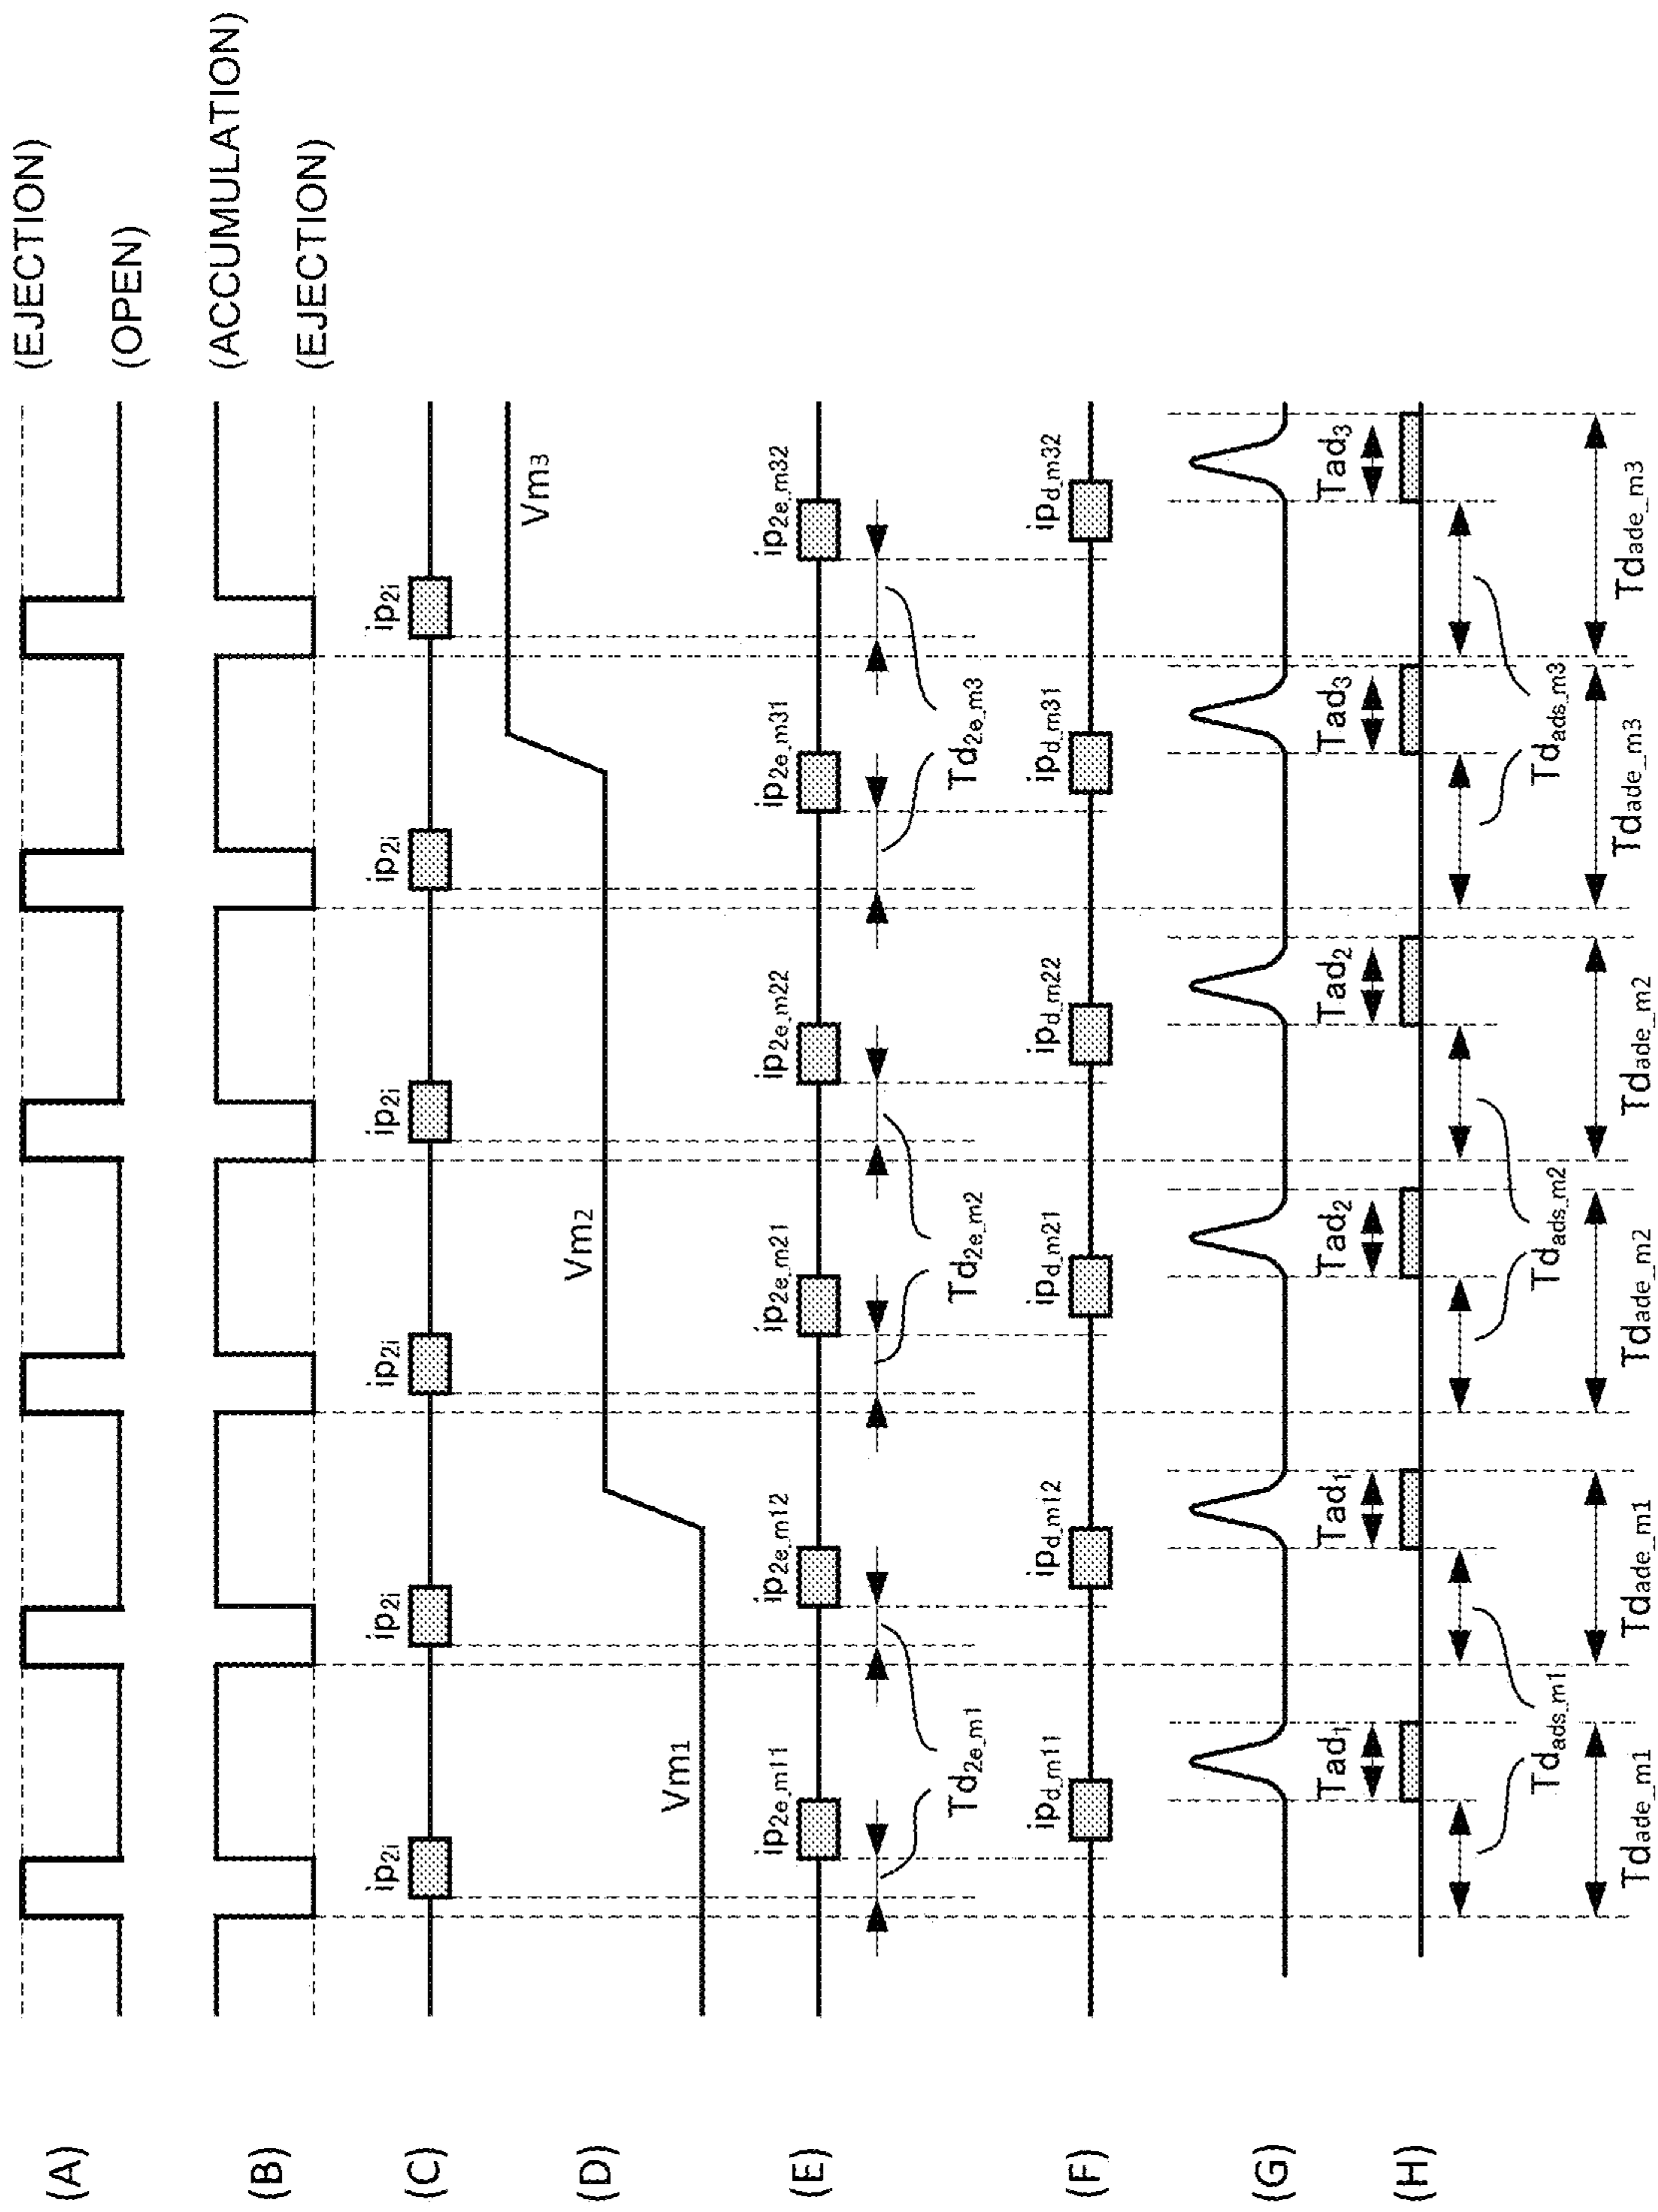 (A)
(EJECTION)
(OPEN)
(B)
(ACCUMULATION)
(EJECTION)
(C)
ip2i ip2i ip2i ip2i ip2i ip2i
(D)
Vm1 Vm2 Vm3
(E)
ip2e_m11 ip2e_m12 ip2e_m21 ip2e_m22 ip2e_m31 ip2e_m32
Td2e_m1 Td2e_m2 Td2e_m3
(F)
ipd_m11 ipd_m12 ipd_m21 ipd_m22 ipd_m31 ipd_m32
(G)
(H)
Tad1 Tad1 Tad2 Tad2 Tad3 Tad3
Tdads_m1 Tdads_m2 Tdads_m3
Tdade_m1 Tdade_m1 Tdade_m2 Tdade_m2 Tdade_m3 Tdade_m3